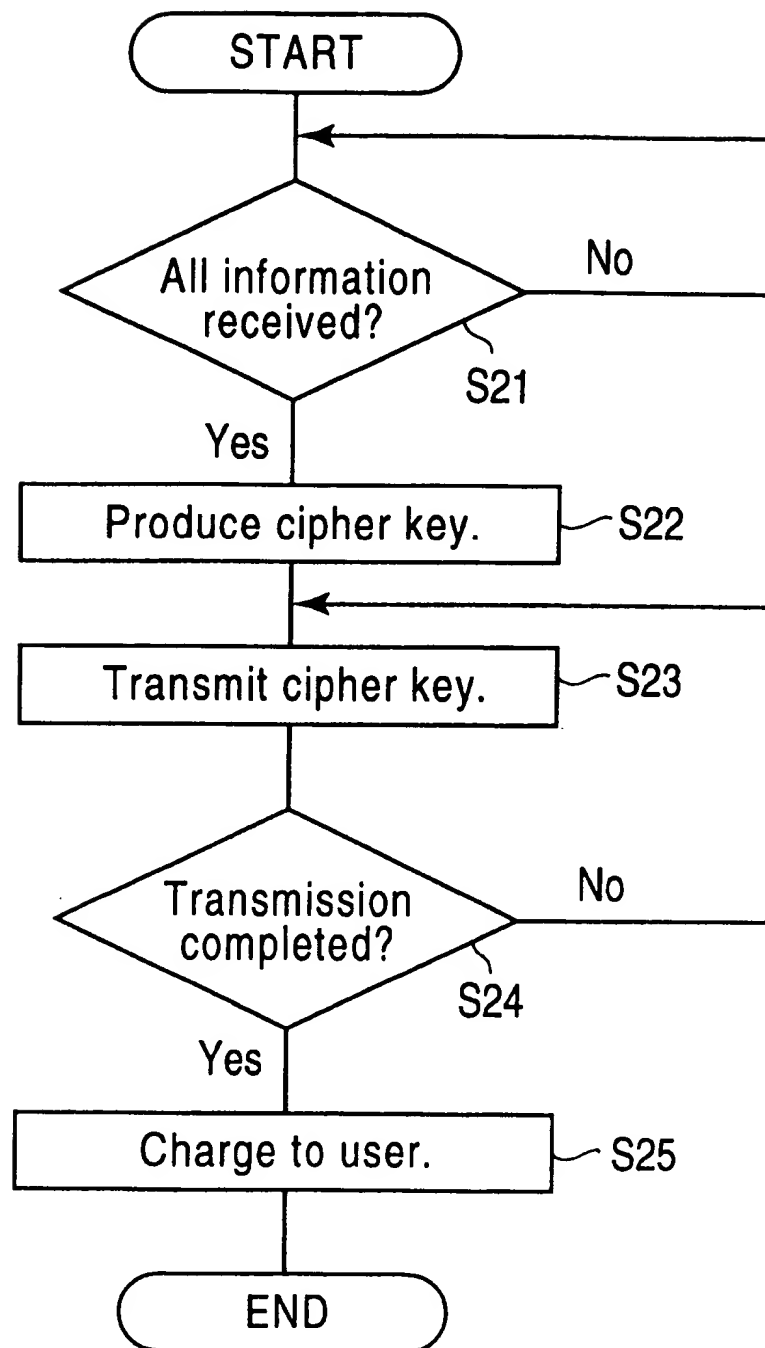 START
All information
received?
No
S21
Yes
Produce cipher key.
S22
Transmit cipher key.
S23
Transmission
completed?
No
S24
Yes
Charge to user.
S25
END